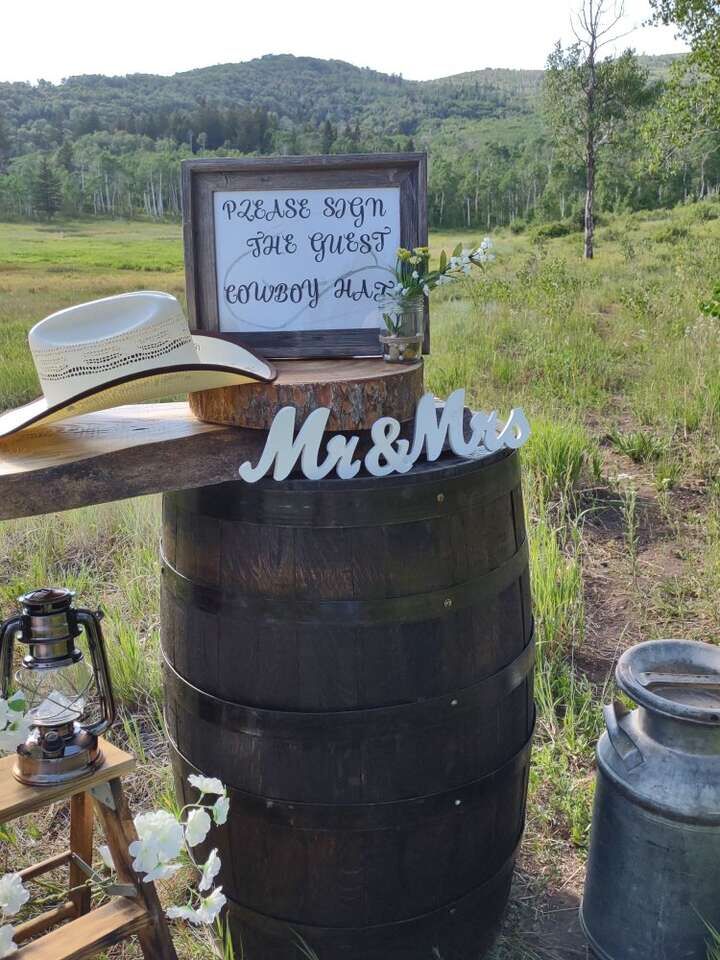 PLEASE SIGN
THE GUEST
COWBOY HAT
Mr & Mrs